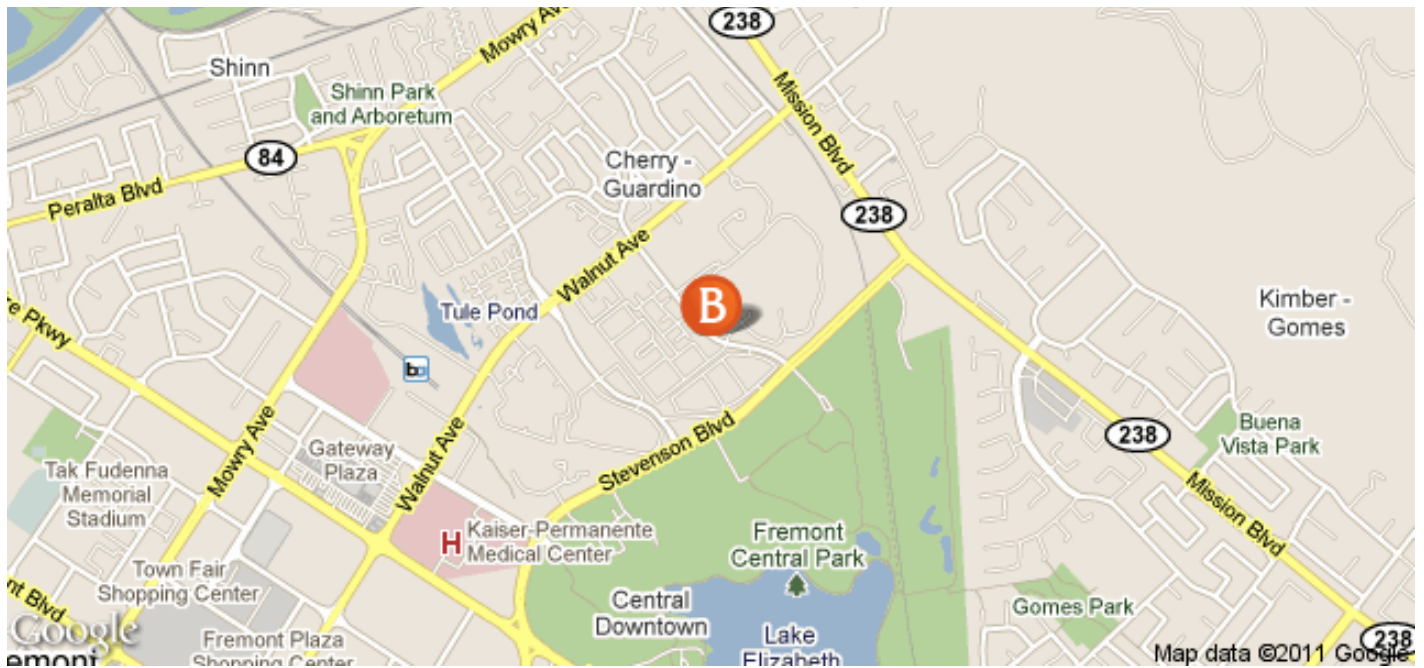 238
Mowry Ave
Shinn
Mission Blvd
Shinn Park
and Arboretum
84
Cherry -
Guardino
Peralta Blvd
238
Walnut Ave
Tule Pond
B
Kimber -
Gomes
Pkwy
Mowry Ave
Gateway
Plaza
Walnut Ave
Stevenson Blvd
238
Buena
Vista Park
Tak Fudenna
Memorial
Stadium
Mission Blvd
H
Kaiser-Permanente
Medical Center
Fremont
Central Park
Town Fair
Shopping Center
Central
Downtown
Gomes Park
Blvd
Google
Fremont Plaza
Shopping Center
Lake
Elizabeth
238
Map data ©2011 Google